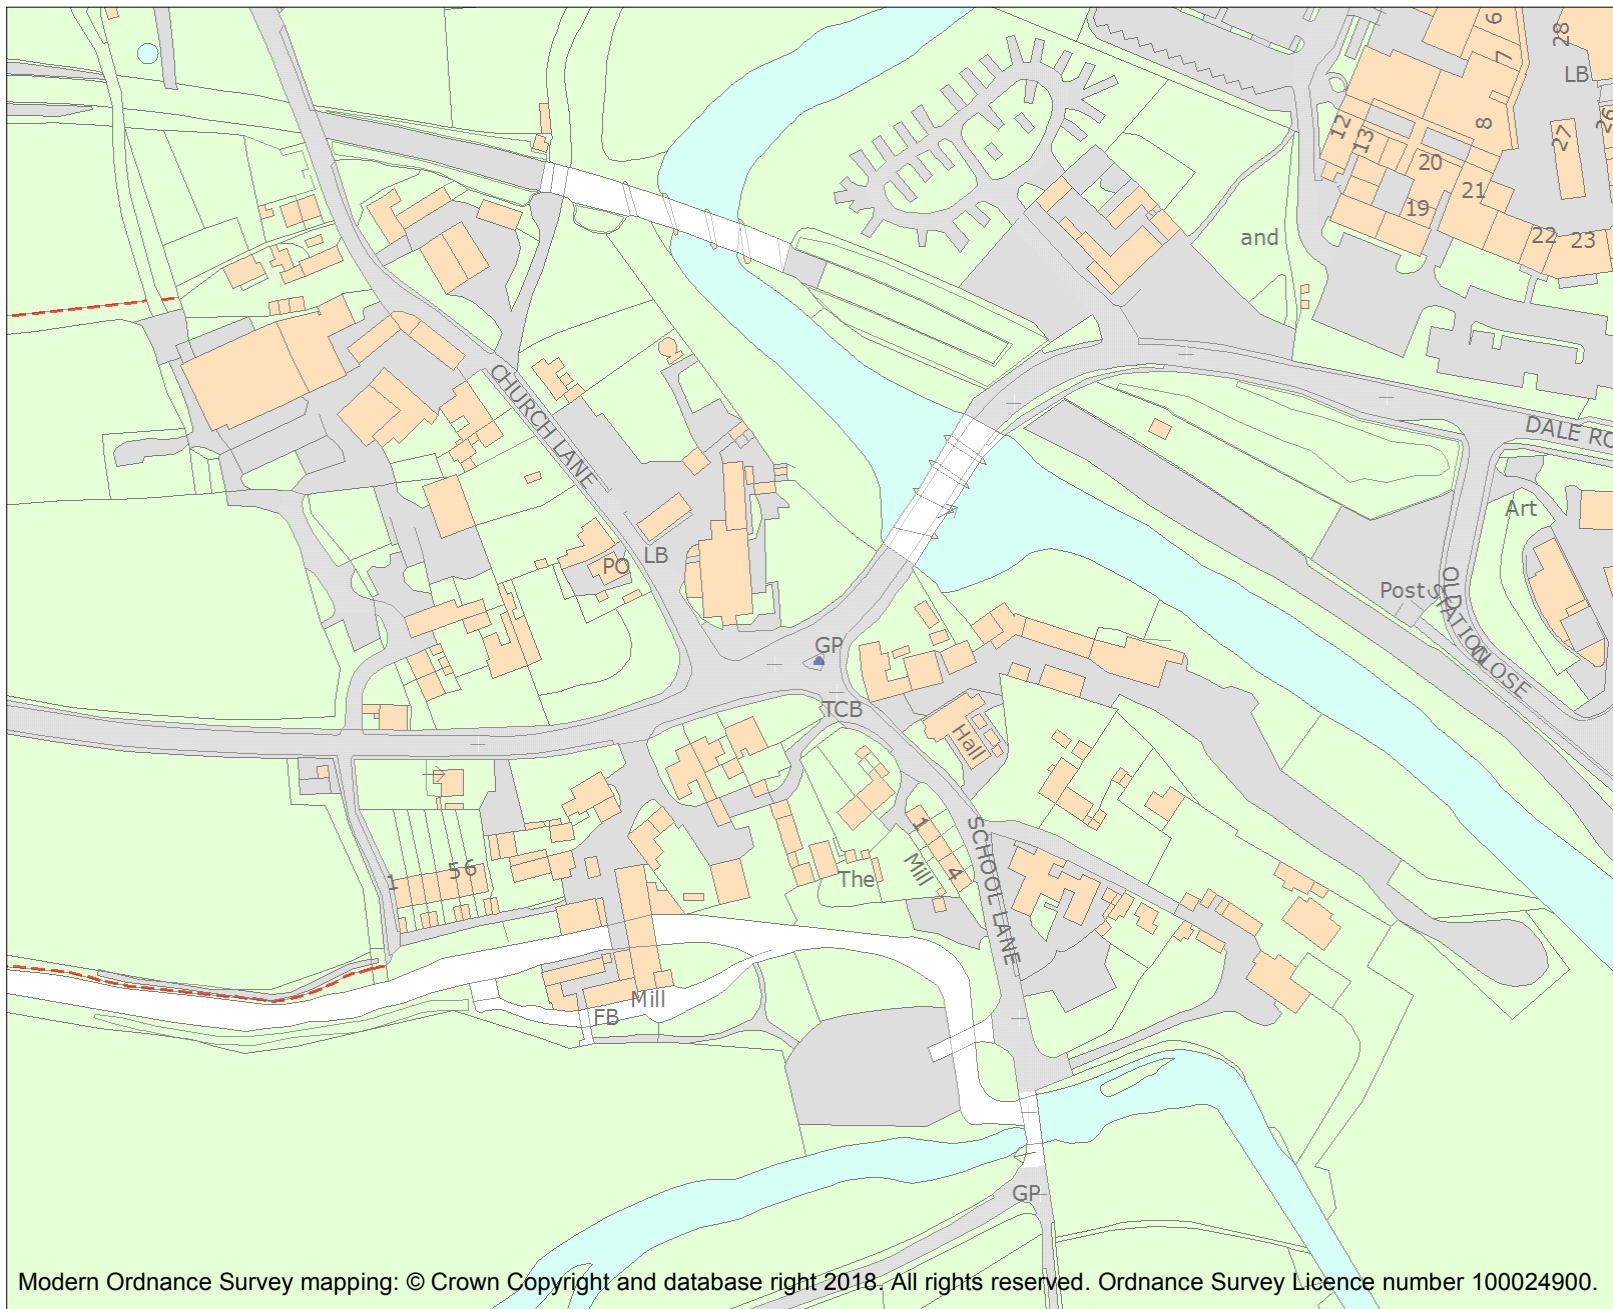 6
7
28
LB
8
12
13
27
26
20
21
19
22
23
and
CHURCH LANE
DALE RO
Art
PO
LB
Post
OLD STATION CLOSE
GP
TCB
Hall
1
5 6
1
Mill
4
The
SCHOOL LANE
Mill
FB
GP
Modern Ordnance Survey mapping: © Crown Copyright and database right 2018. All rights reserved. Ordnance Survey Licence number 100024900.